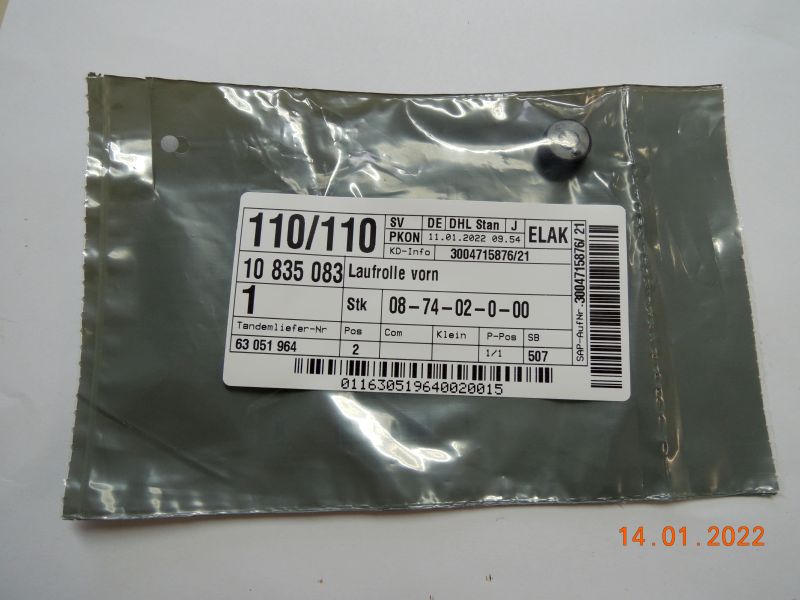 110/110 SV DE DHL Stan J ELAK
PKON 11.01.2022 09.54
KD-Info 3004715876/21
10 835 083 Laufrolle vorn
1 Stk 08-74-02-0-00
Tandemliefer-Nr Pos Com Klein P-Pos SB
63 051 964 2 1/1 507
011630519640020015
SAP-AufNr. 3004715876/21
14.01.2022